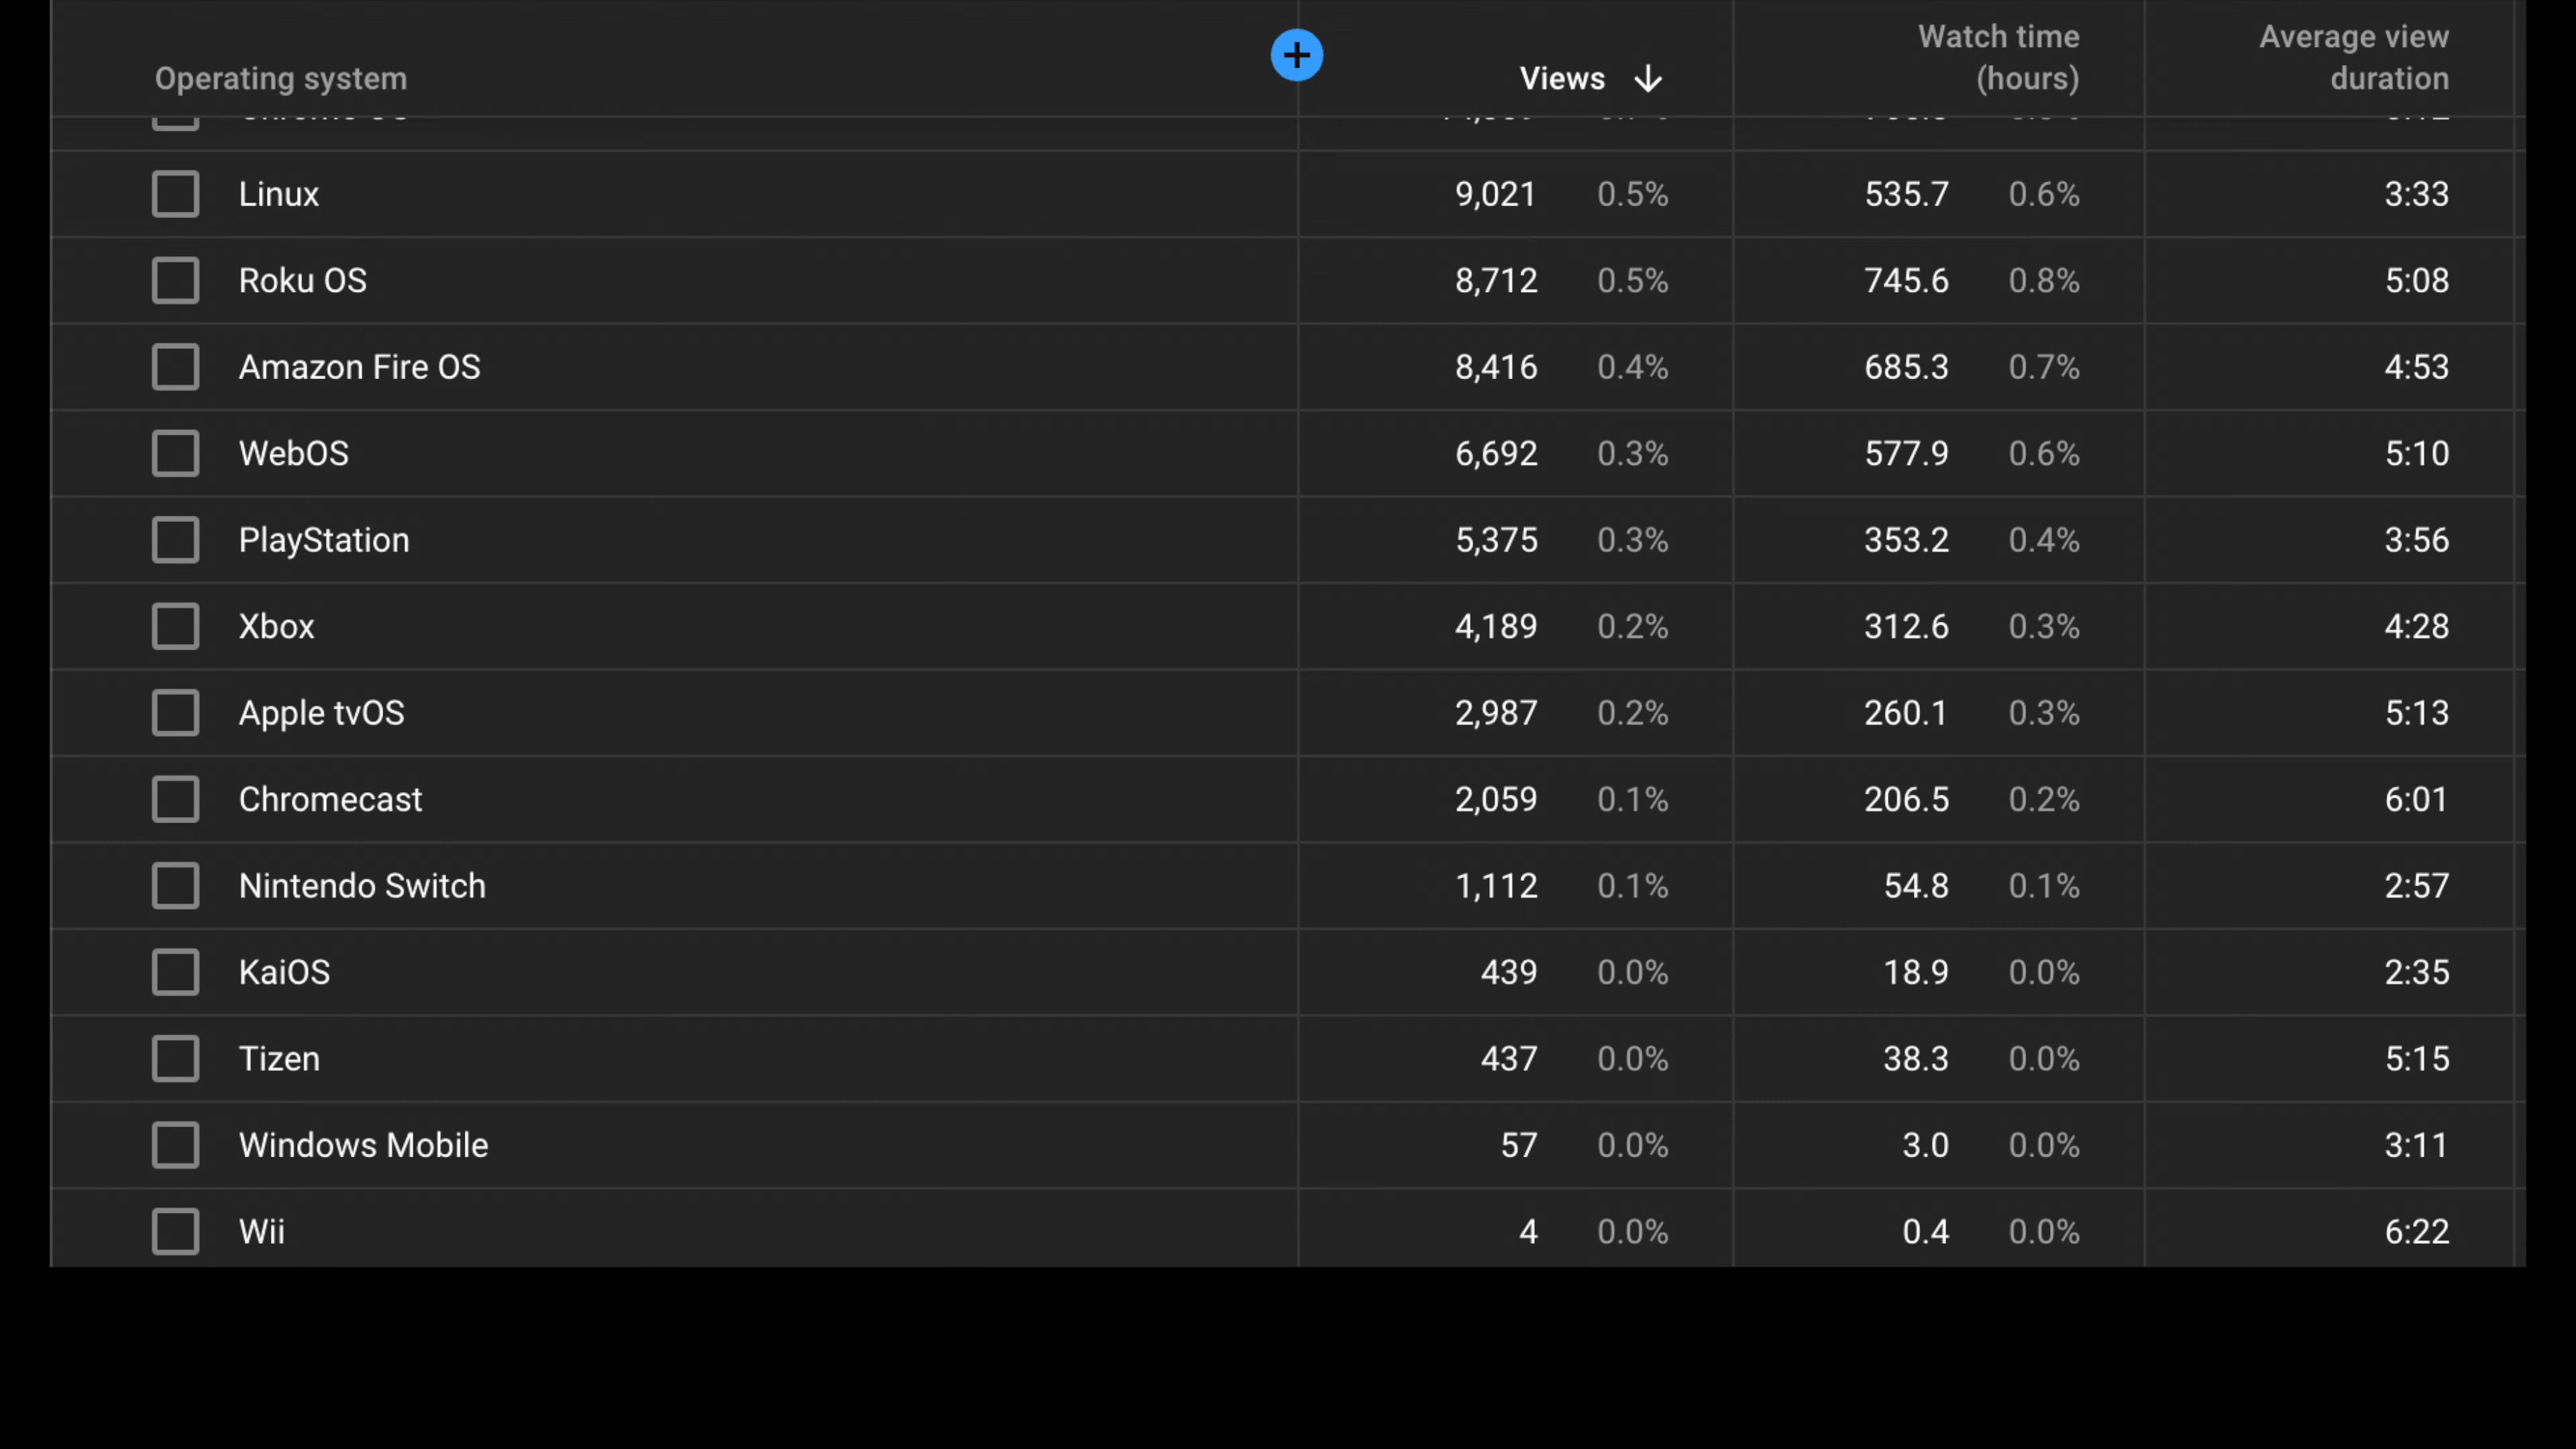 Operating system Views Watch time (hours) Average view duration
Linux 9,021 0.5% 535.7 0.6% 3:33
Roku OS 8,712 0.5% 745.6 0.8% 5:08
Amazon Fire OS 8,416 0.4% 685.3 0.7% 4:53
WebOS 6,692 0.3% 577.9 0.6% 5:10
PlayStation 5,375 0.3% 353.2 0.4% 3:56
Xbox 4,189 0.2% 312.6 0.3% 4:28
Apple tvOS 2,987 0.2% 260.1 0.3% 5:13
Chromecast 2,059 0.1% 206.5 0.2% 6:01
Nintendo Switch 1,112 0.1% 54.8 0.1% 2:57
KaiOS 439 0.0% 18.9 0.0% 2:35
Tizen 437 0.0% 38.3 0.0% 5:15
Windows Mobile 57 0.0% 3.0 0.0% 3:11
Wii 4 0.0% 0.4 0.0% 6:22